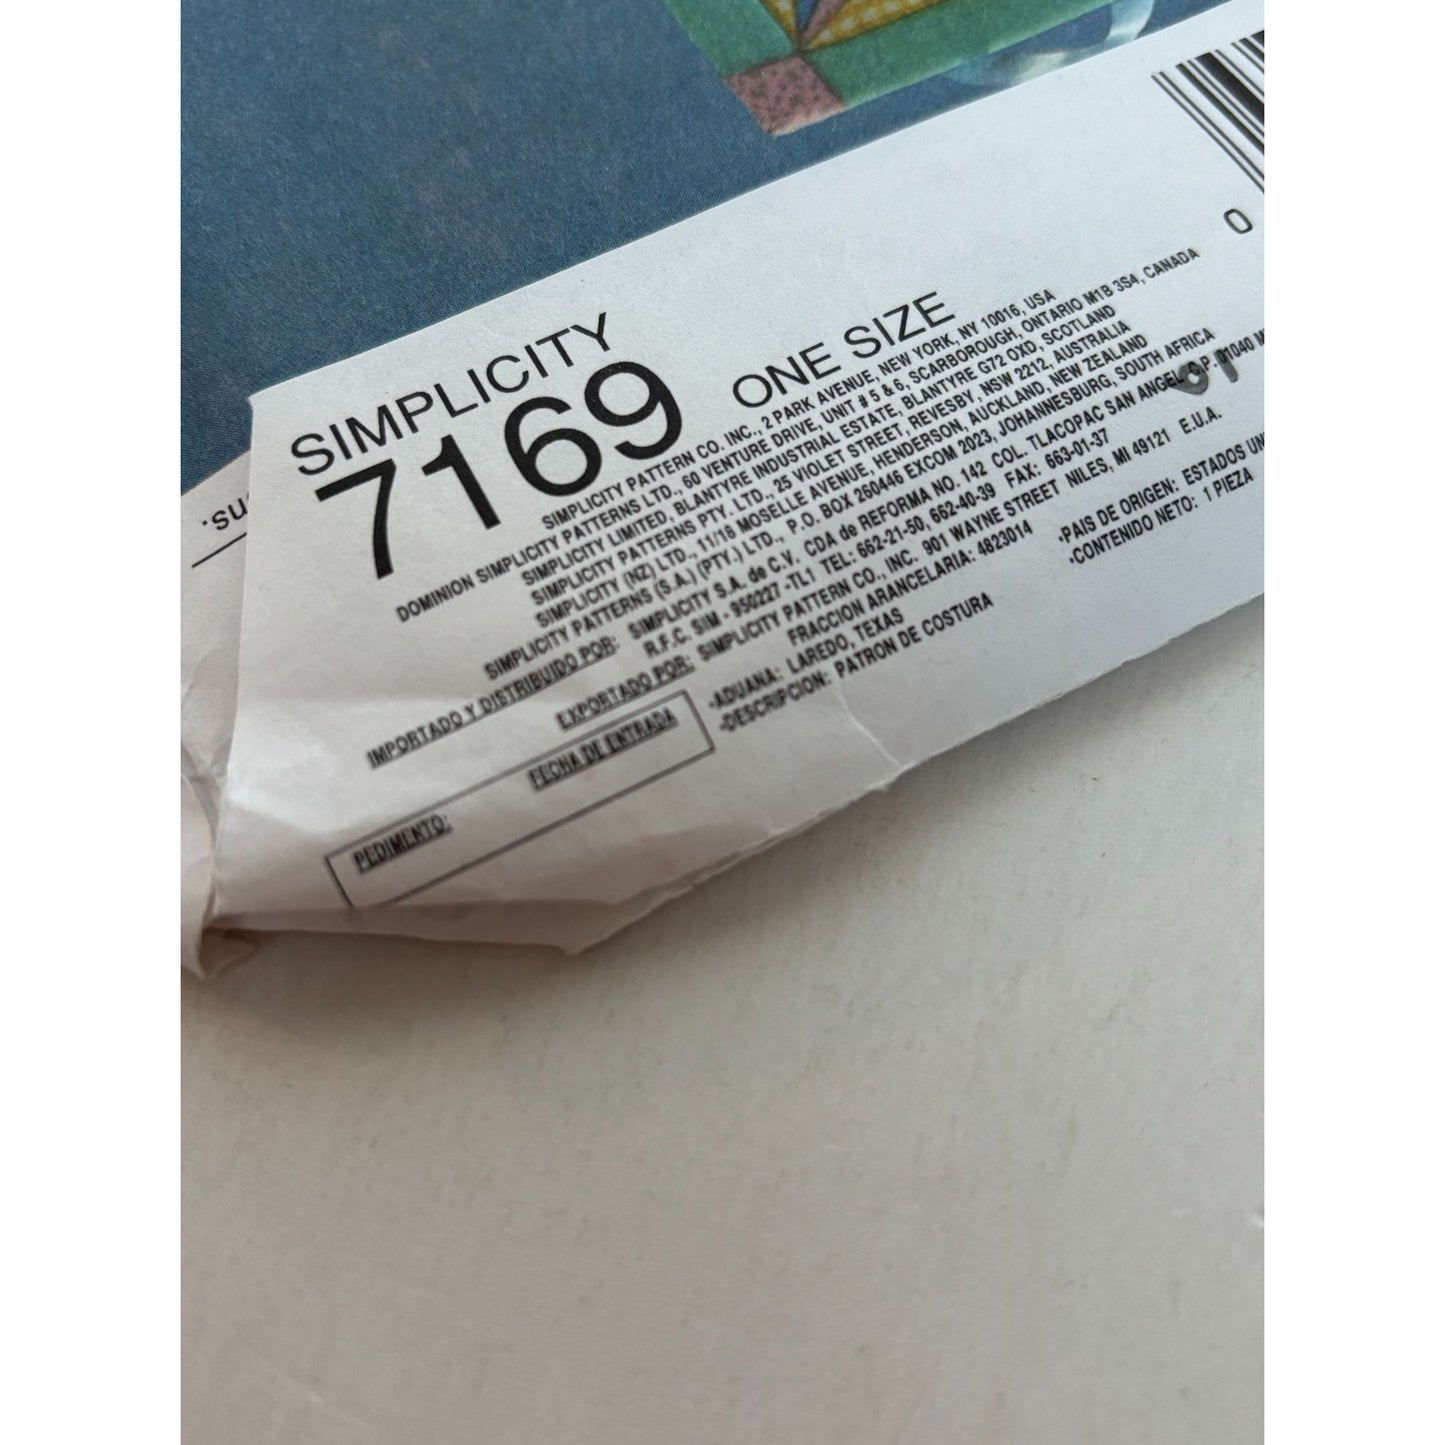 SIMPLICITY
7169
ONE SIZE
0
SIMPLICITY PATTERN CO. INC., 2 PARK AVENUE, NEW YORK, NY 10016, USA
DOMINION SIMPLICITY PATTERNS LTD., 60 VENTURE DRIVE, UNIT # 5 & 6, SCARBOROUGH, ONTARIO M1B 3S4, CANADA
SIMPLICITY LIMITED, BLANTYRE INDUSTRIAL ESTATE, BLANTYRE G72 OXD, SCOTLAND
SIMPLICITY PATTERNS PTY. LTD., 25 VIOLET STREET, REVESBY, NSW 2212, AUSTRALIA
SIMPLICITY (NZ) LTD., 11/18 MOSELLE AVENUE, HENDERSON, AUCKLAND, NEW ZEALAND
SIMPLICITY PATTERNS (S.A.) (PTY.) LTD., P.O. BOX 260446 EXCOM 2023, JOHANNESBURG, SOUTH AFRICA
IMPORTADO Y DISTRIBUIDO POR: SIMPLICITY S.A. de C.V. CDA de REFORMA NO. 142 COL. TLACOPAC SAN ANGEL C.P. 01040
R.F.C. SIM - 950227 -TL1 TEL: 662-21-50, 662-40-39 FAX: 663-01-37
EXPORTADO POR: SIMPLICITY PATTERN CO., INC. 901 WAYNE STREET NILES, MI 49121 E.U.A.
FRACCION ARANCELARIA: 4823014
PEDIMENTO: FECHA DE ENTRADA
•ADUANA: LAREDO, TEXAS
•PAIS DE ORIGEN: ESTADOS
•DESCRIPCION: PATRON DE COSTURA
•CONTENIDO NETO: 1 PIEZA